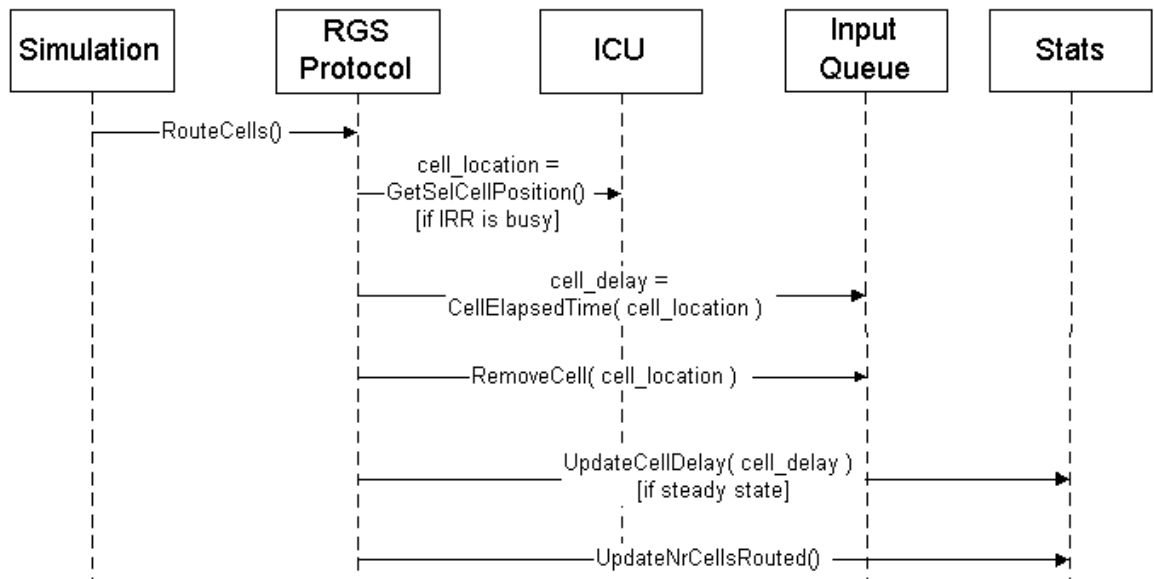 Simulation
RGS
Protocol
ICU
Input
Queue
Stats
RouteCells()
cell_location =
GetSelCellPosition()
[if IRR is busy]
cell_delay =
CellElapsedTime( cell_location )
RemoveCell( cell_location )
UpdateCellDelay( cell_delay )
[if steady state]
UpdateNrCellsRouted()